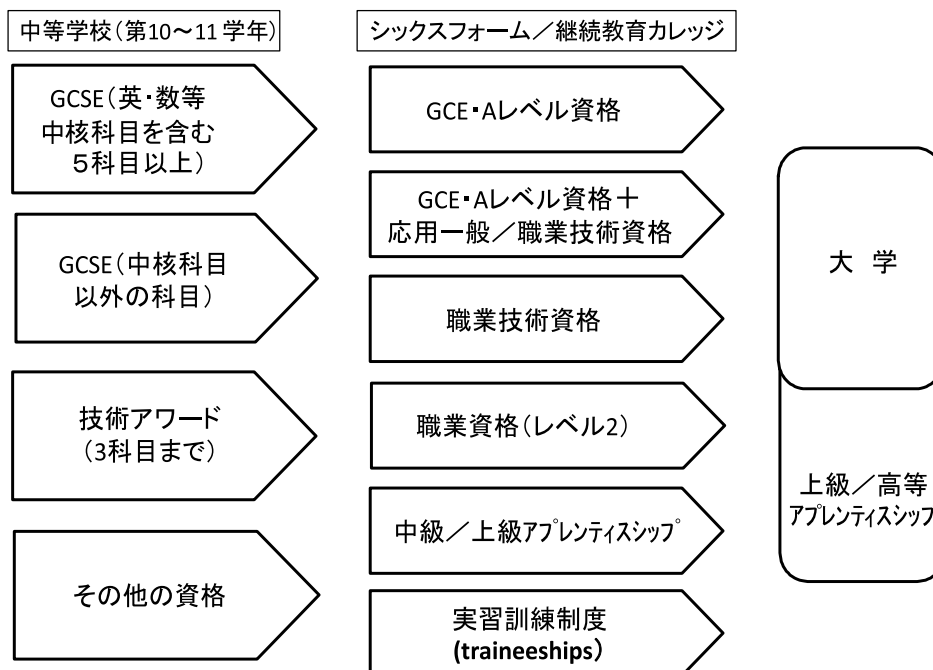 中等学校（第10～11学年）
GCSE（英・数等
中核科目を含む
５科目以上）
GCSE（中核科目
以外の科目）
技術アワード
（3科目まで）
その他の資格
シックスフォーム／継続教育カレッジ
GCE・Aレベル資格
GCE・Aレベル資格＋
応用一般／職業技術資格
職業技術資格
職業資格（レベル2）
中級／上級アプレンティスシップ
実習訓練制度
(traineeships）
大 学
上級／高等
アプレンティスシップ